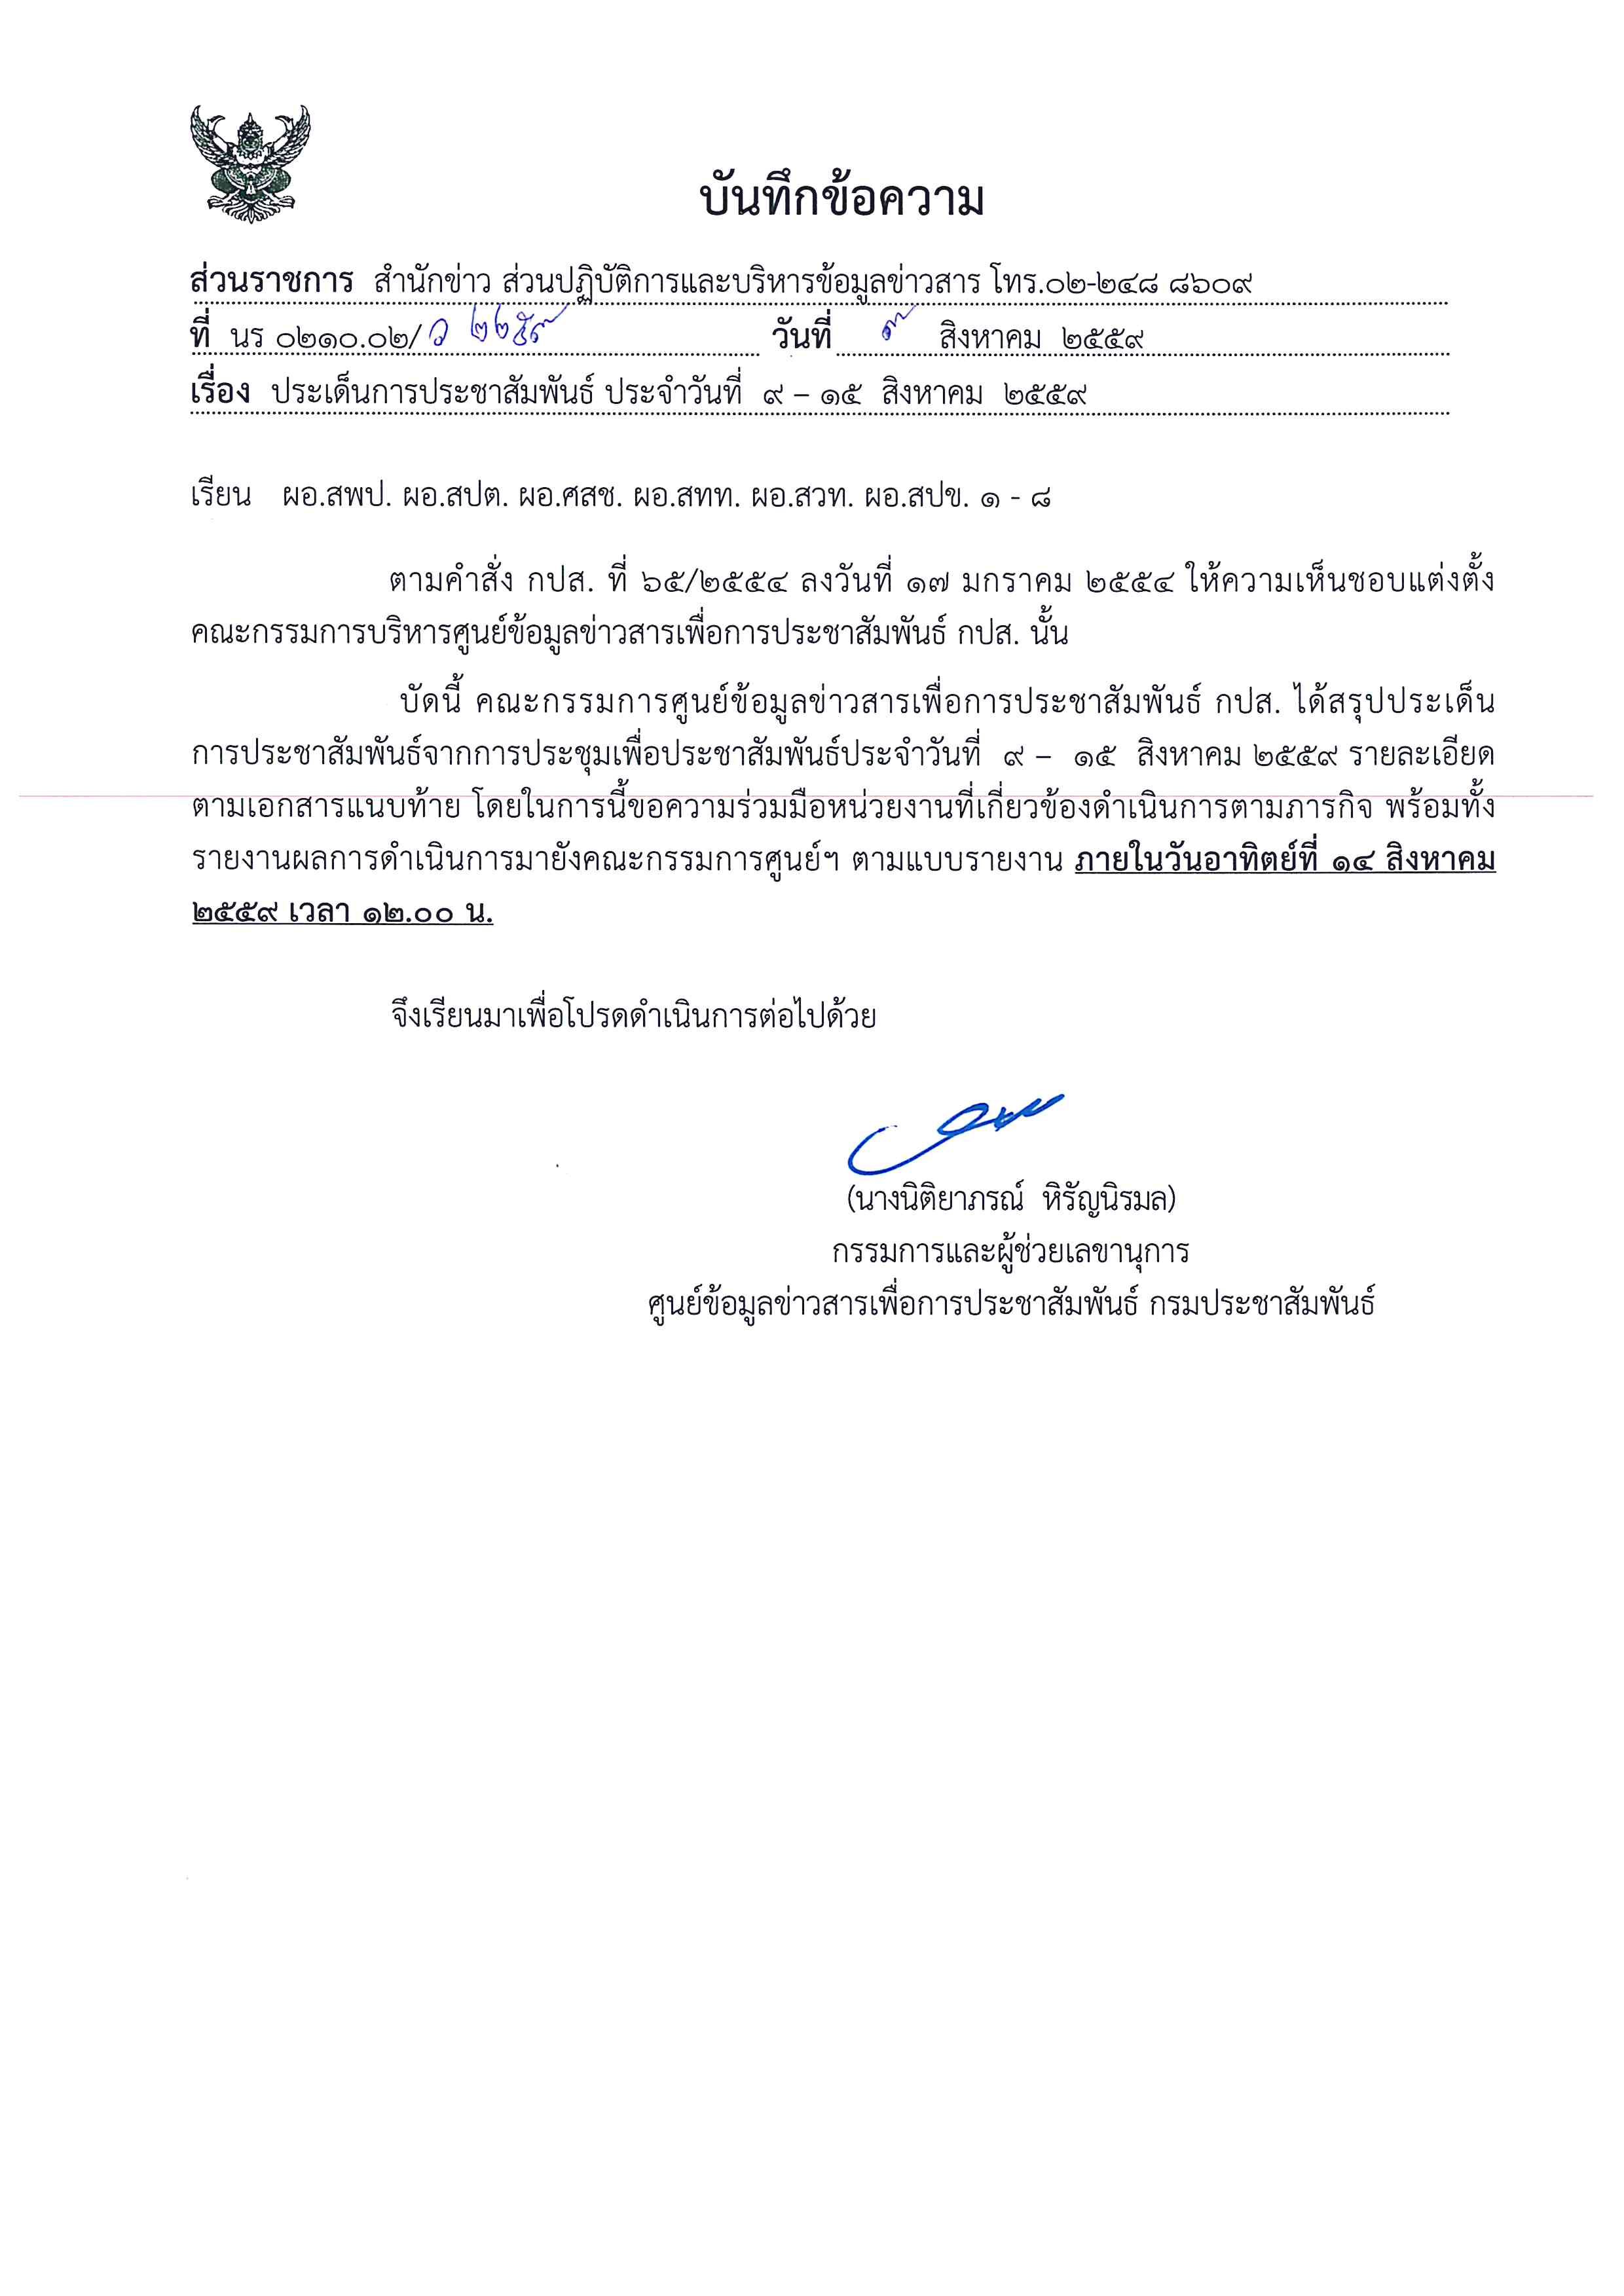 บันทึกข้อความ
ส่วนราชการ สำนักข่าว ส่วนปฏิบัติการและบริหารข้อมูลข่าวสาร โทร.๐๒-๒๔๘ ๘๖๐๙
ที่ นร ๐๒๑๐.๐๒/ว ๒๒๕๙ วันที่ ๙ สิงหาคม ๒๕๕๙
เรื่อง ประเด็นการประชาสัมพันธ์ ประจำวันที่ ๙ – ๑๕ สิงหาคม ๒๕๕๙
เรียน ผอ.สพป. ผอ.สปต. ผอ.ศสช. ผอ.สทท. ผอ.สวท. ผอ.สปข. ๑ - ๘
ตามคำสั่ง กปส. ที่ ๖๕/๒๕๕๔ ลงวันที่ ๑๗ มกราคม ๒๕๕๔ ให้ความเห็นชอบแต่งตั้ง
คณะกรรมการบริหารศูนย์ข้อมูลข่าวสารเพื่อการประชาสัมพันธ์ กปส. นั้น
บัดนี้ คณะกรรมการศูนย์ข้อมูลข่าวสารเพื่อการประชาสัมพันธ์ กปส. ได้สรุปประเด็น
การประชาสัมพันธ์จากการประชุมเพื่อประชาสัมพันธ์ประจำวันที่ ๙ – ๑๕ สิงหาคม ๒๕๕๙ รายละเอียด
ตามเอกสารแนบท้าย โดยในการนี้ขอความร่วมมือหน่วยงานที่เกี่ยวข้องดำเนินการตามภารกิจ พร้อมทั้ง
รายงานผลการดำเนินการมายังคณะกรรมการศูนย์ฯ ตามแบบรายงาน ภายในวันอาทิตย์ที่ ๑๔ สิงหาคม
๒๕๕๙ เวลา ๑๒.๐๐ น.
จึงเรียนมาเพื่อโปรดดำเนินการต่อไปด้วย
(นางนิติยาภรณ์ หิรัญนิรมล)
กรรมการและผู้ช่วยเลขานุการ
ศูนย์ข้อมูลข่าวสารเพื่อการประชาสัมพันธ์ กรมประชาสัมพันธ์